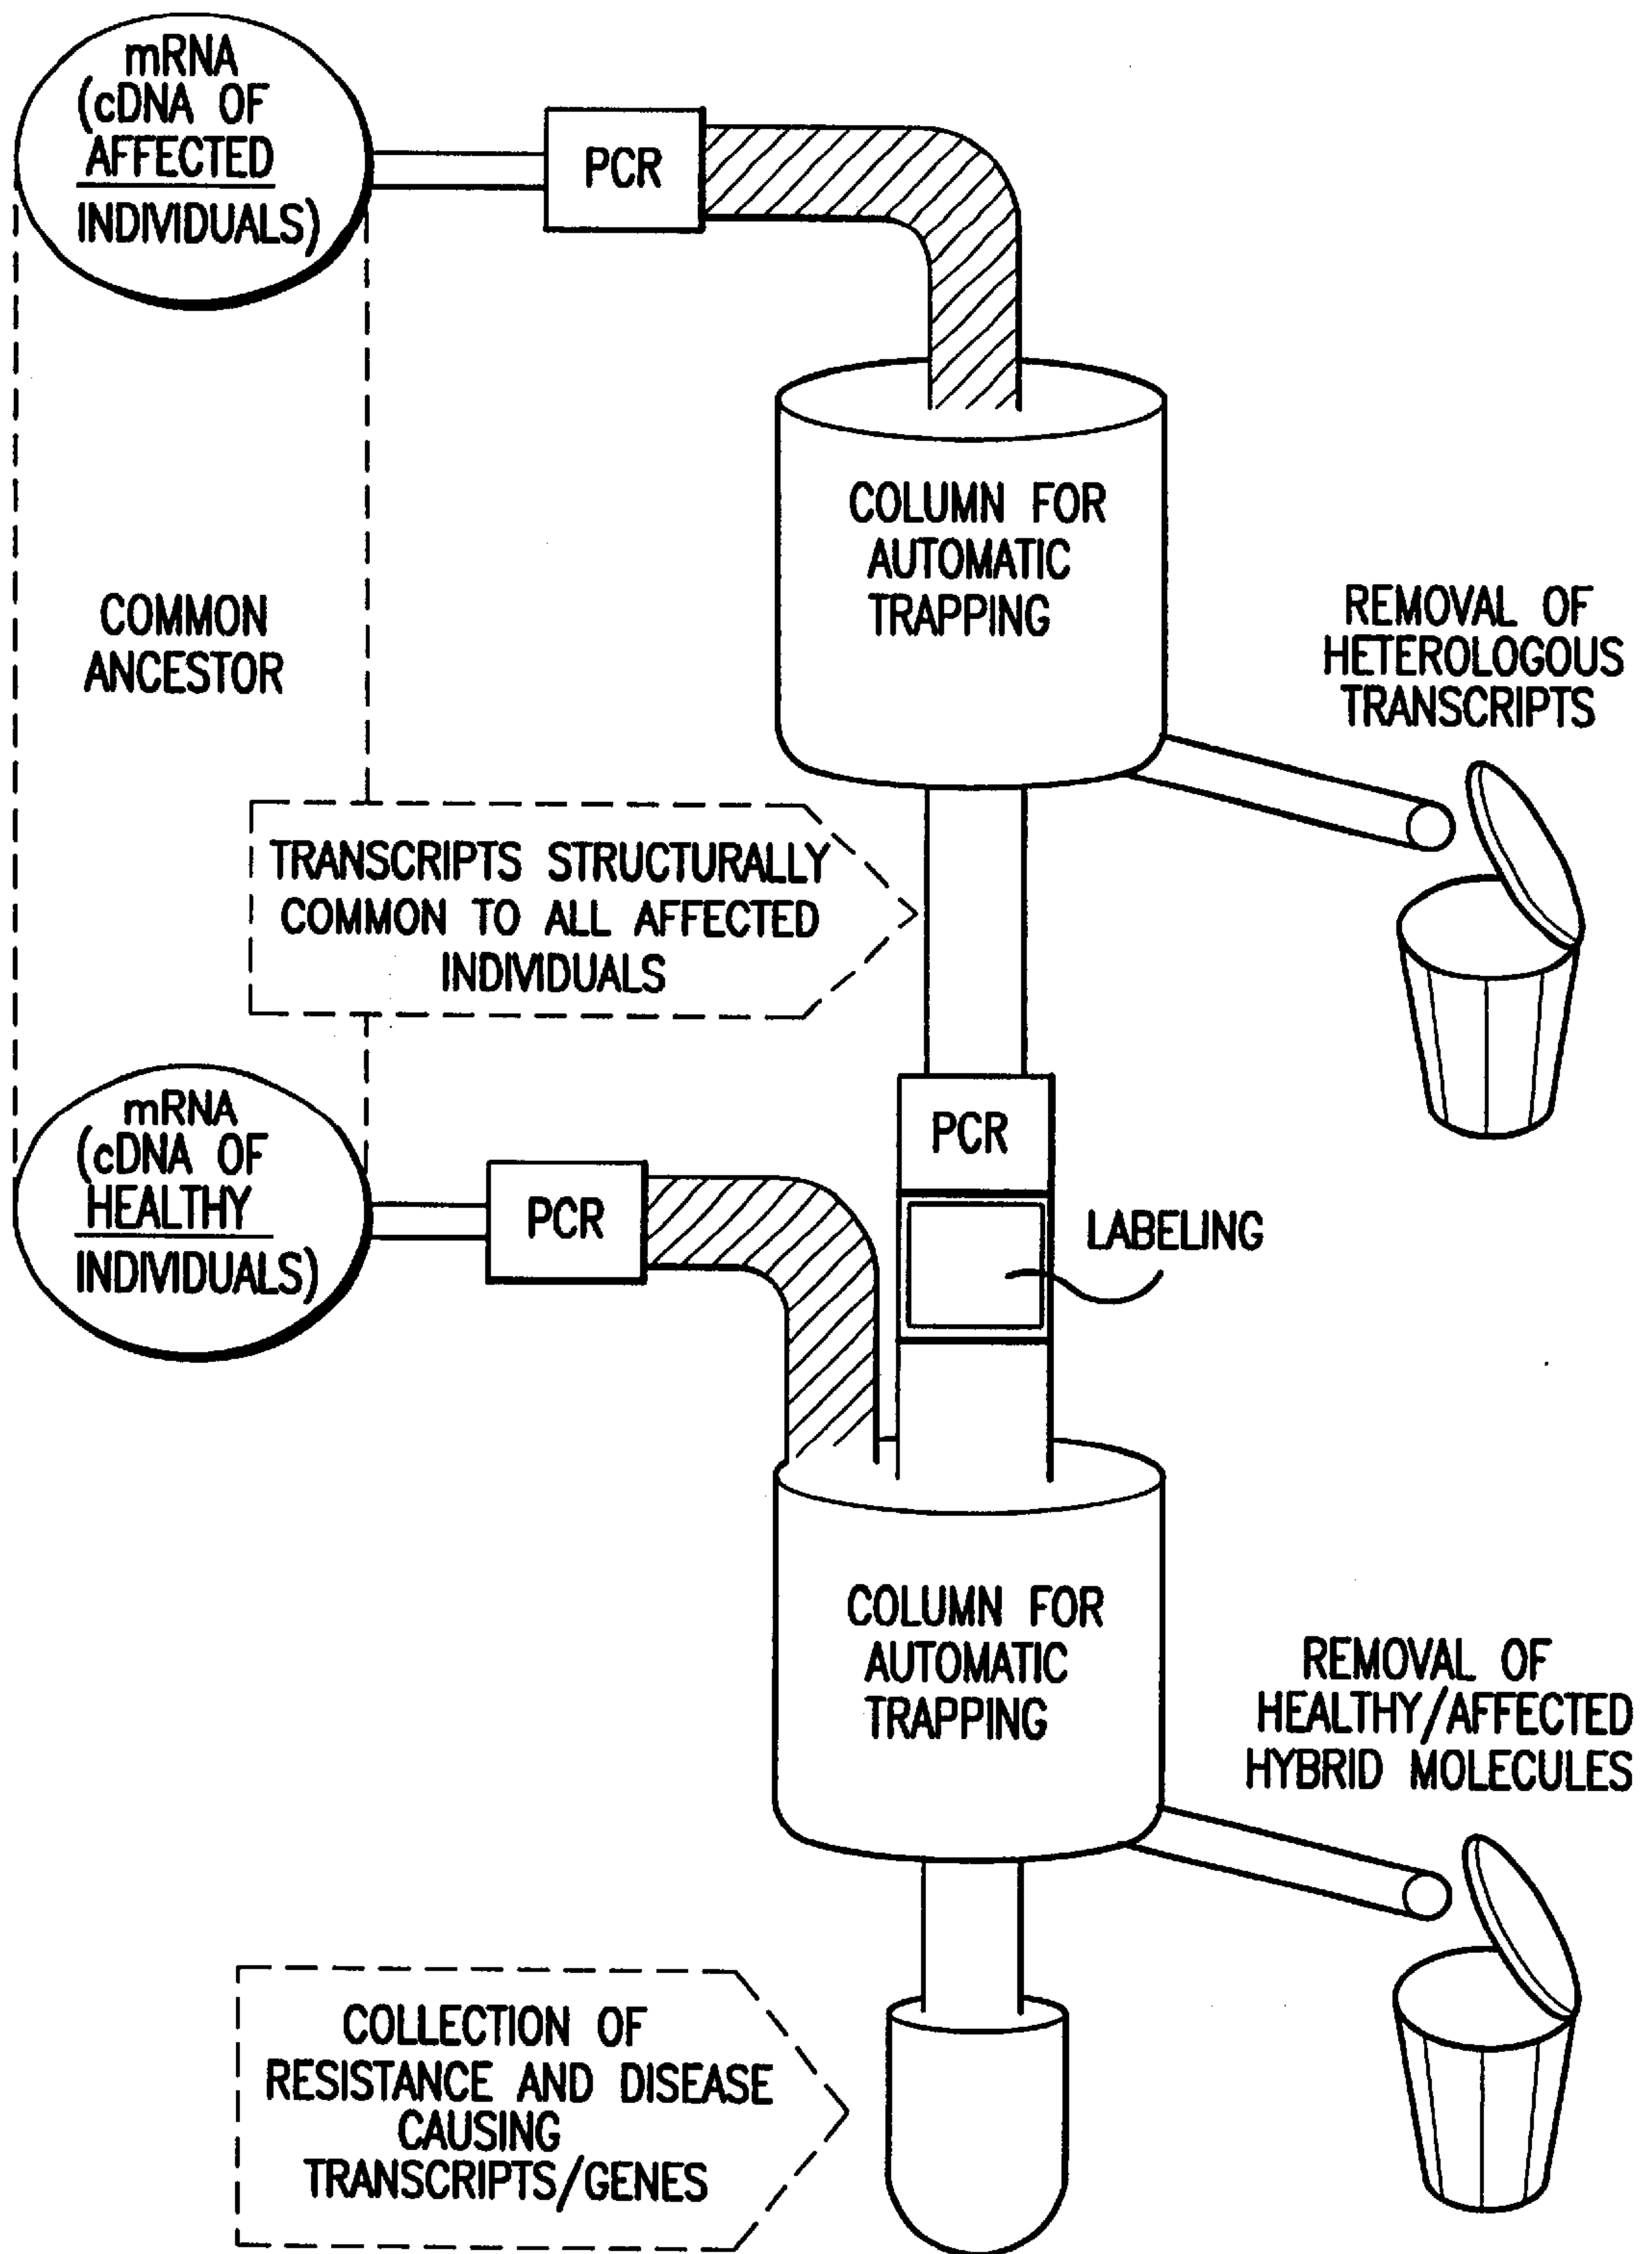 mRNA
(cDNA OF
AFFECTED
INDIVIDUALS)
PCR
COLUMN FOR
AUTOMATIC
TRAPPING
COMMON
ANCESTOR
REMOVAL OF
HETEROLOGOUS
TRANSCRIPTS
TRANSCRIPTS STRUCTURALLY
COMMON TO ALL AFFECTED
INDIVIDUALS
mRNA
(cDNA OF
HEALTHY
INDIVIDUALS)
PCR
PCR
LABELING
COLUMN FOR
AUTOMATIC
TRAPPING
REMOVAL OF
HEALTHY/AFFECTED
HYBRID MOLECULES
COLLECTION OF
RESISTANCE AND DISEASE
CAUSING
TRANSCRIPTS/GENES